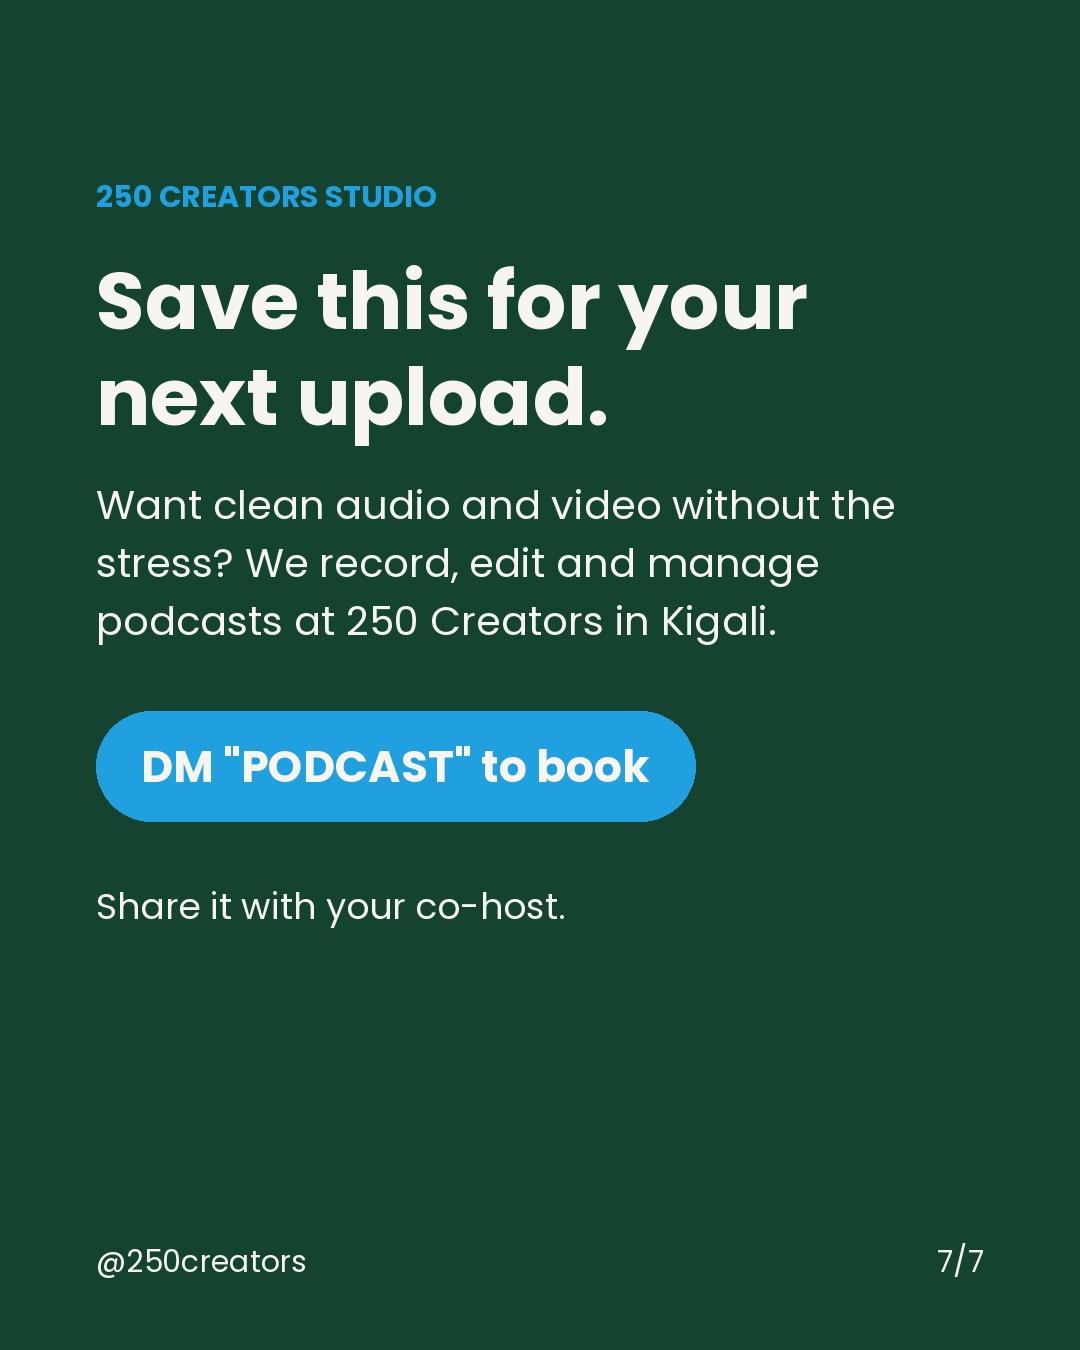 250 CREATORS STUDIO
Save this for your
next upload.
Want clean audio and video without the
stress? We record, edit and manage
podcasts at 250 Creators in Kigali.
DM "PODCAST" to book
Share it with your co-host.
@250creators
7/7